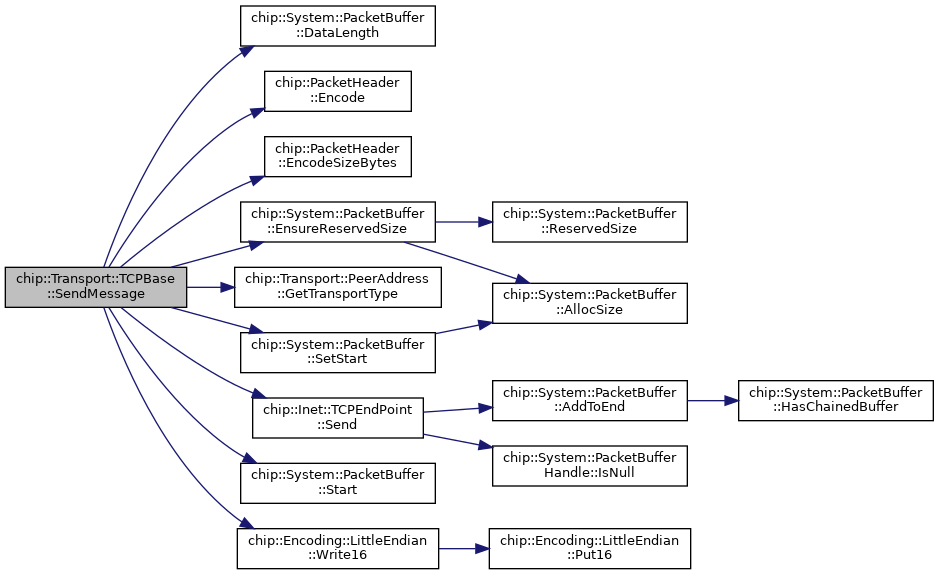 chip::System::PacketBuffer
::DataLength
chip::PacketHeader
::Encode
chip::PacketHeader
::EncodeSizeBytes
chip::System::PacketBuffer
::EnsureReservedSize
chip::System::PacketBuffer
::ReservedSize
chip::Transport::TCPBase
::SendMessage
chip::Transport::PeerAddress
::GetTransportType
chip::System::PacketBuffer
::AllocSize
chip::System::PacketBuffer
::SetStart
chip::Inet::TCPEndPoint
::Send
chip::System::PacketBuffer
::AddToEnd
chip::System::PacketBuffer
::HasChainedBuffer
chip::System::PacketBuffer
Handle::IsNull
chip::System::PacketBuffer
::Start
chip::Encoding::LittleEndian
::Write16
chip::Encoding::LittleEndian
::Put16